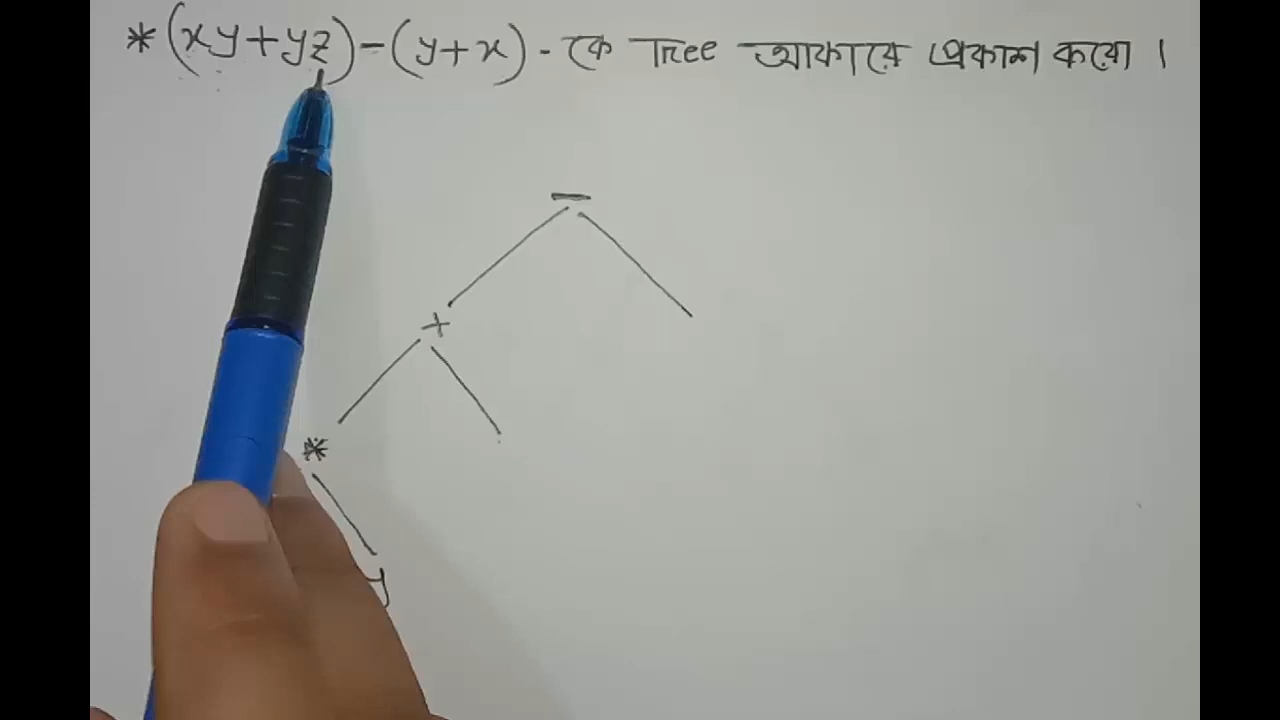 * (xy+yz)-(y+x) - কে Tree আকারে প্রকাশ করো ।
-
+
*
y